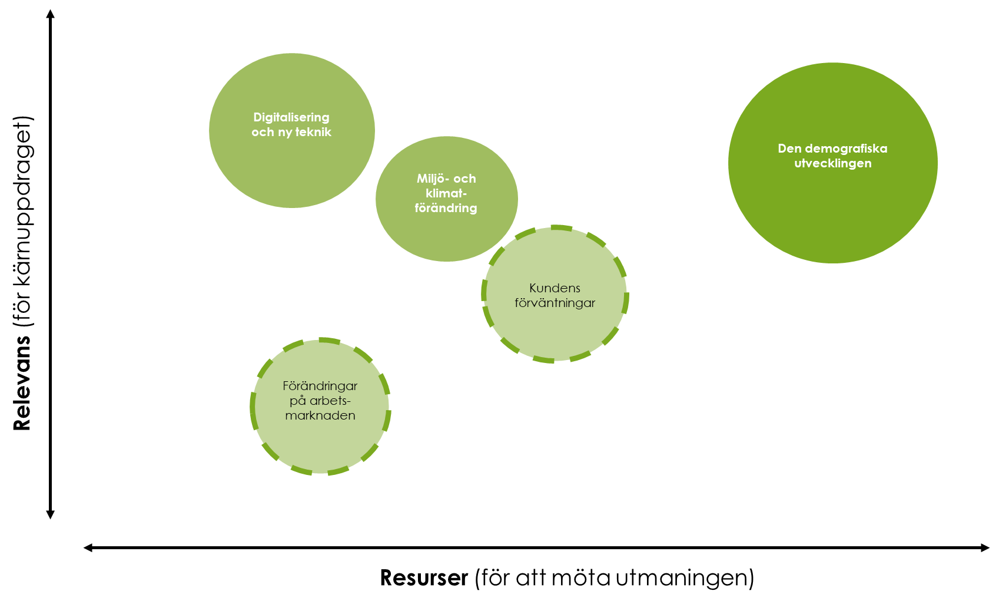 Relevans (för kärnuppdraget)
Digitalisering
och ny teknik
Miljö- och
klimat-
förändring
Den demografiska
utvecklingen
Kundens
förväntningar
Förändringar
på arbets-
marknaden
Resurser (för att möta utmaningen)